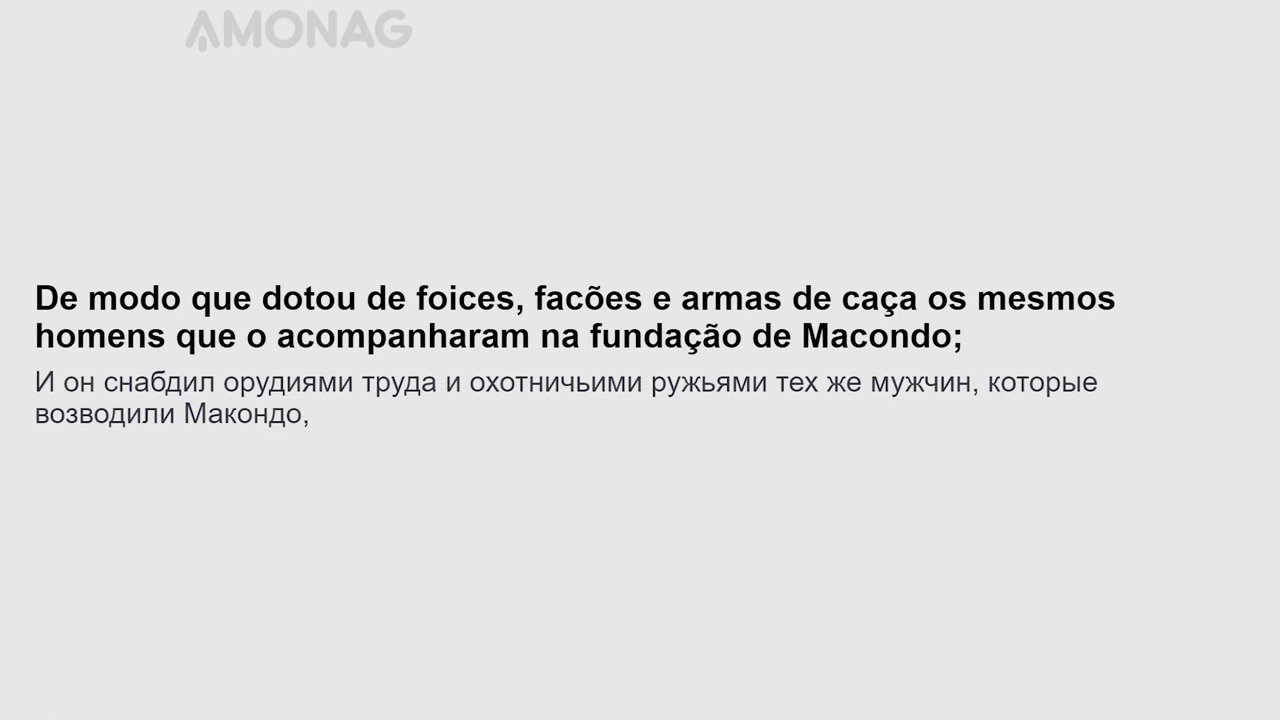 AMONAG
De modo que dotou de foices, facões e armas de caça os mesmos
homens que o acompanharam na fundação de Macondo;
И он снабдил орудиями труда и охотничьими ружьями тех же мужчин, которые
возводили Макондо,